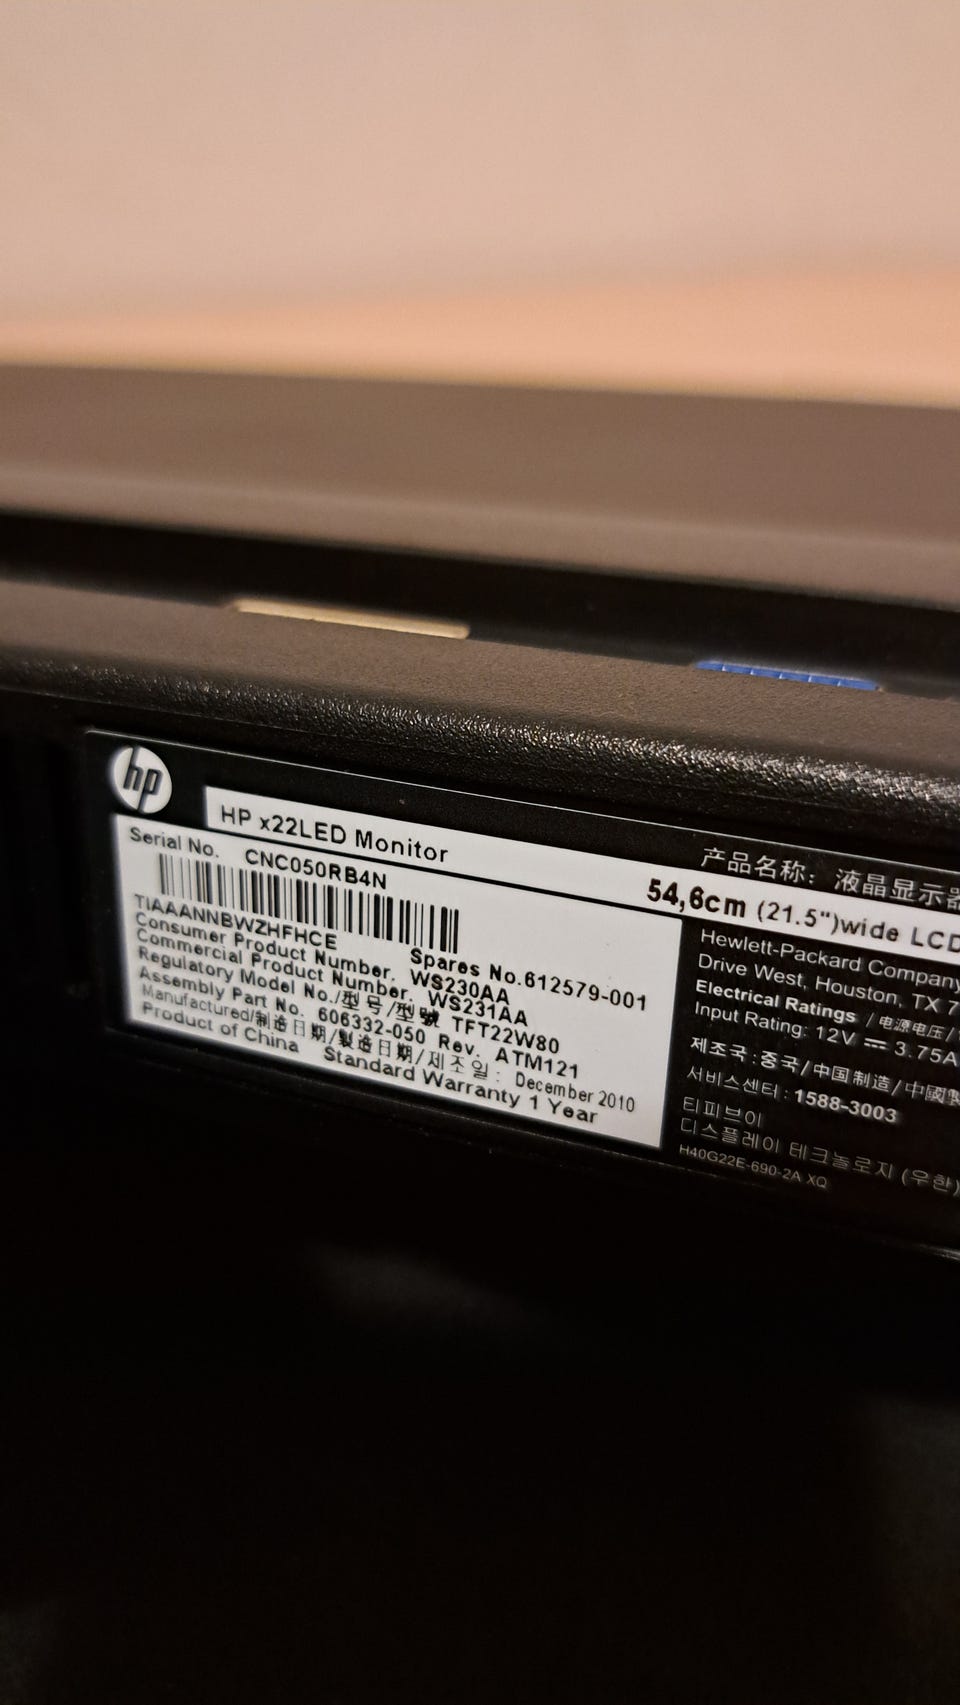 hp
HP x22LED Monitor
产品名称: 液晶显示器
54,6cm (21.5")wide LCD
Serial No. CNC050RB4N
TIAAANNBWZHFHCE
Spares No.612579-001
Consumer Product Number. WS230AA
Commercial Product Number. WS231AA
Regulatory Model No./型号/型號 TFT22W80
Assembly Part No. 606332-050 Rev. ATM121
Manufactured/制造日期/製造日期/제조일: December 2010
Product of China Standard Warranty 1 Year
Hewlett-Packard Company
Drive West, Houston, TX 7
Electrical Ratings /电源电压/
Input Rating: 12V ⎓ 3.75A
제조국:중국/中国制造/中國製
서비스센터: 1588-3003
티피브이
디스플레이 테크놀로지 (우한)
H40G22E-690-2A XQ